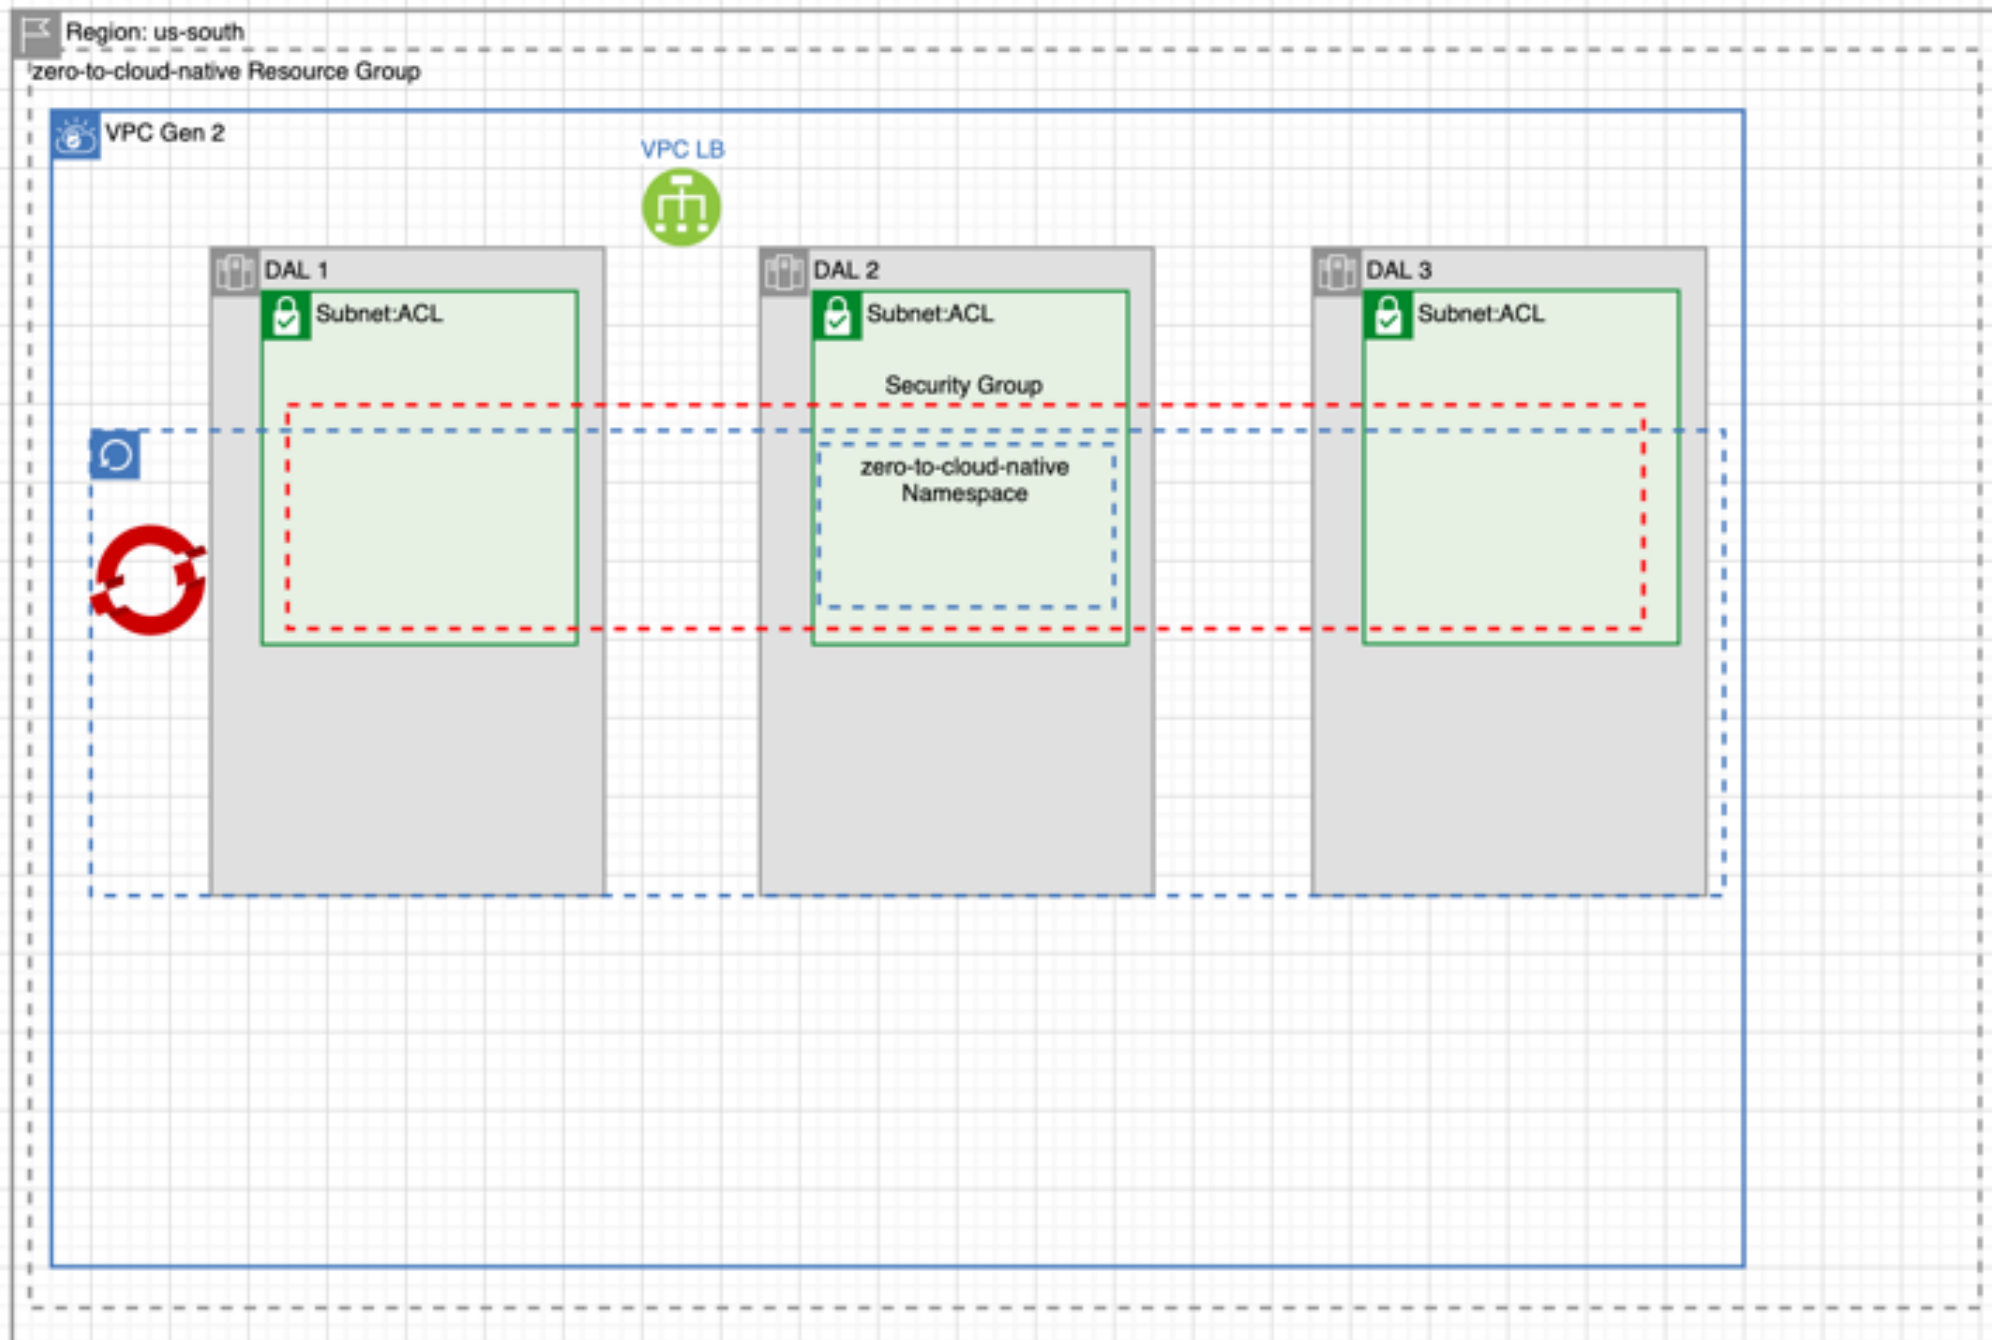 Region: us-south
zero-to-cloud-native Resource Group
VPC Gen 2
VPC LB
DAL 1
DAL 2
DAL 3
Subnet:ACL
Subnet:ACL
Subnet:ACL
Security Group
zero-to-cloud-native
Namespace